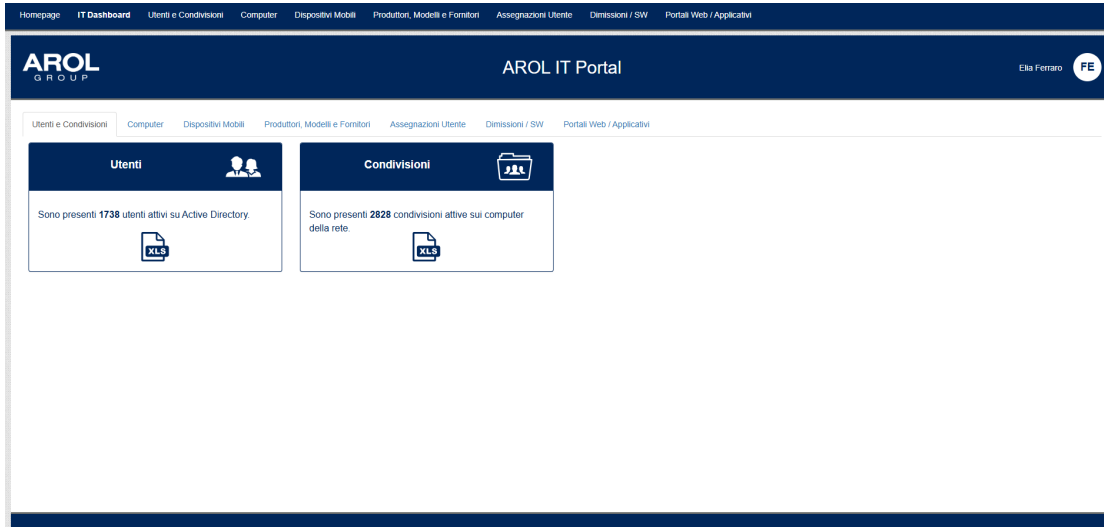 Homepage IT Dashboard Utenti e Condivisioni Computer Dispositivi Mobili Produttori, Modelli e Fornitori Assegnazioni Utente Dimissioni / SW Portali Web / Applicativi
AROL
GROUP
AROL IT Portal
Elia Ferraro
FE
Utenti e Condivisioni Computer Dispositivi Mobili Produttori, Modelli e Fornitori Assegnazioni Utente Dimissioni / SW Portali Web / Applicativi
Utenti
Sono presenti 1738 utenti attivi su Active Directory.
XLS
Condivisioni
Sono presenti 2828 condivisioni attive sui computer
della rete.
XLS